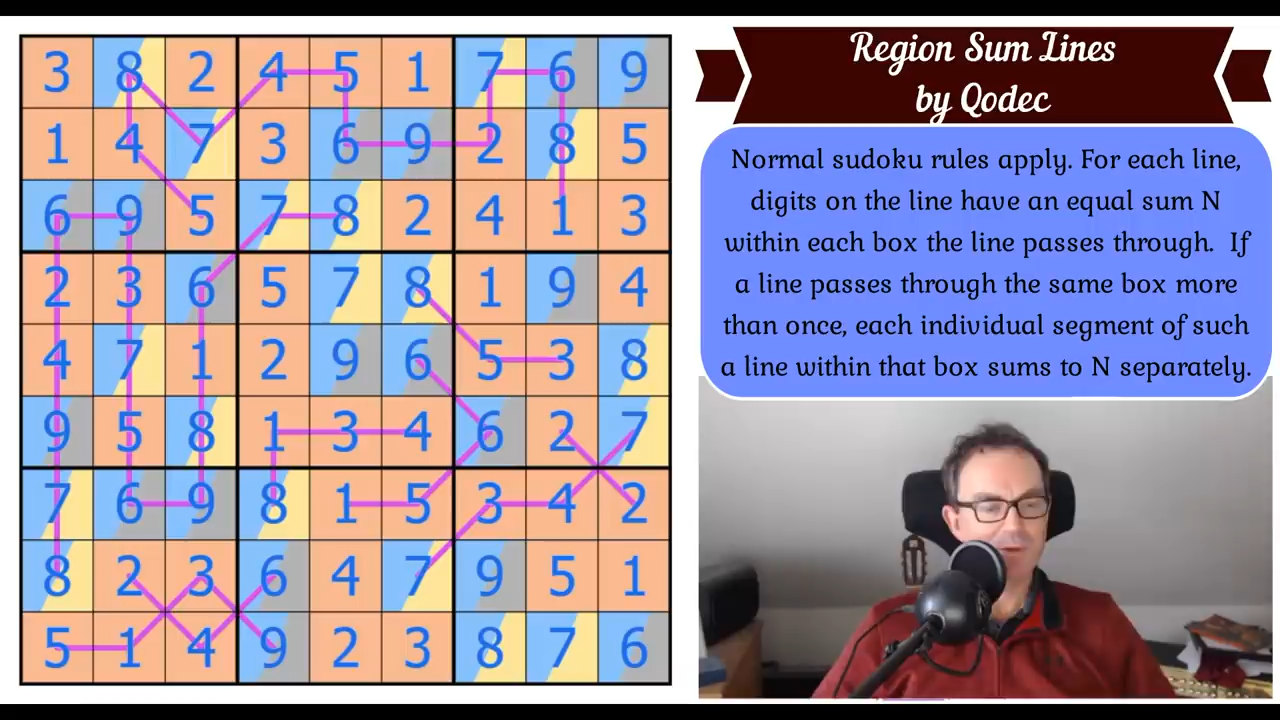 Region Sum Lines
by Qodec
Normal sudoku rules apply. For each line,
digits on the line have an equal sum N
within each box the line passes through. If
a line passes through the same box more
than once, each individual segment of such
a line within that box sums to N separately.
3 8 2 4 5 1 7 6 9
1 4 7 3 6 9 2 8 5
6 9 5 7 8 2 4 1 3
2 3 6 5 7 8 1 9 4
4 7 1 2 9 6 5 3 8
9 5 8 1 3 4 6 2 7
7 6 9 8 1 5 3 4 2
8 2 3 6 4 7 9 5 1
5 1 4 9 2 3 8 7 6